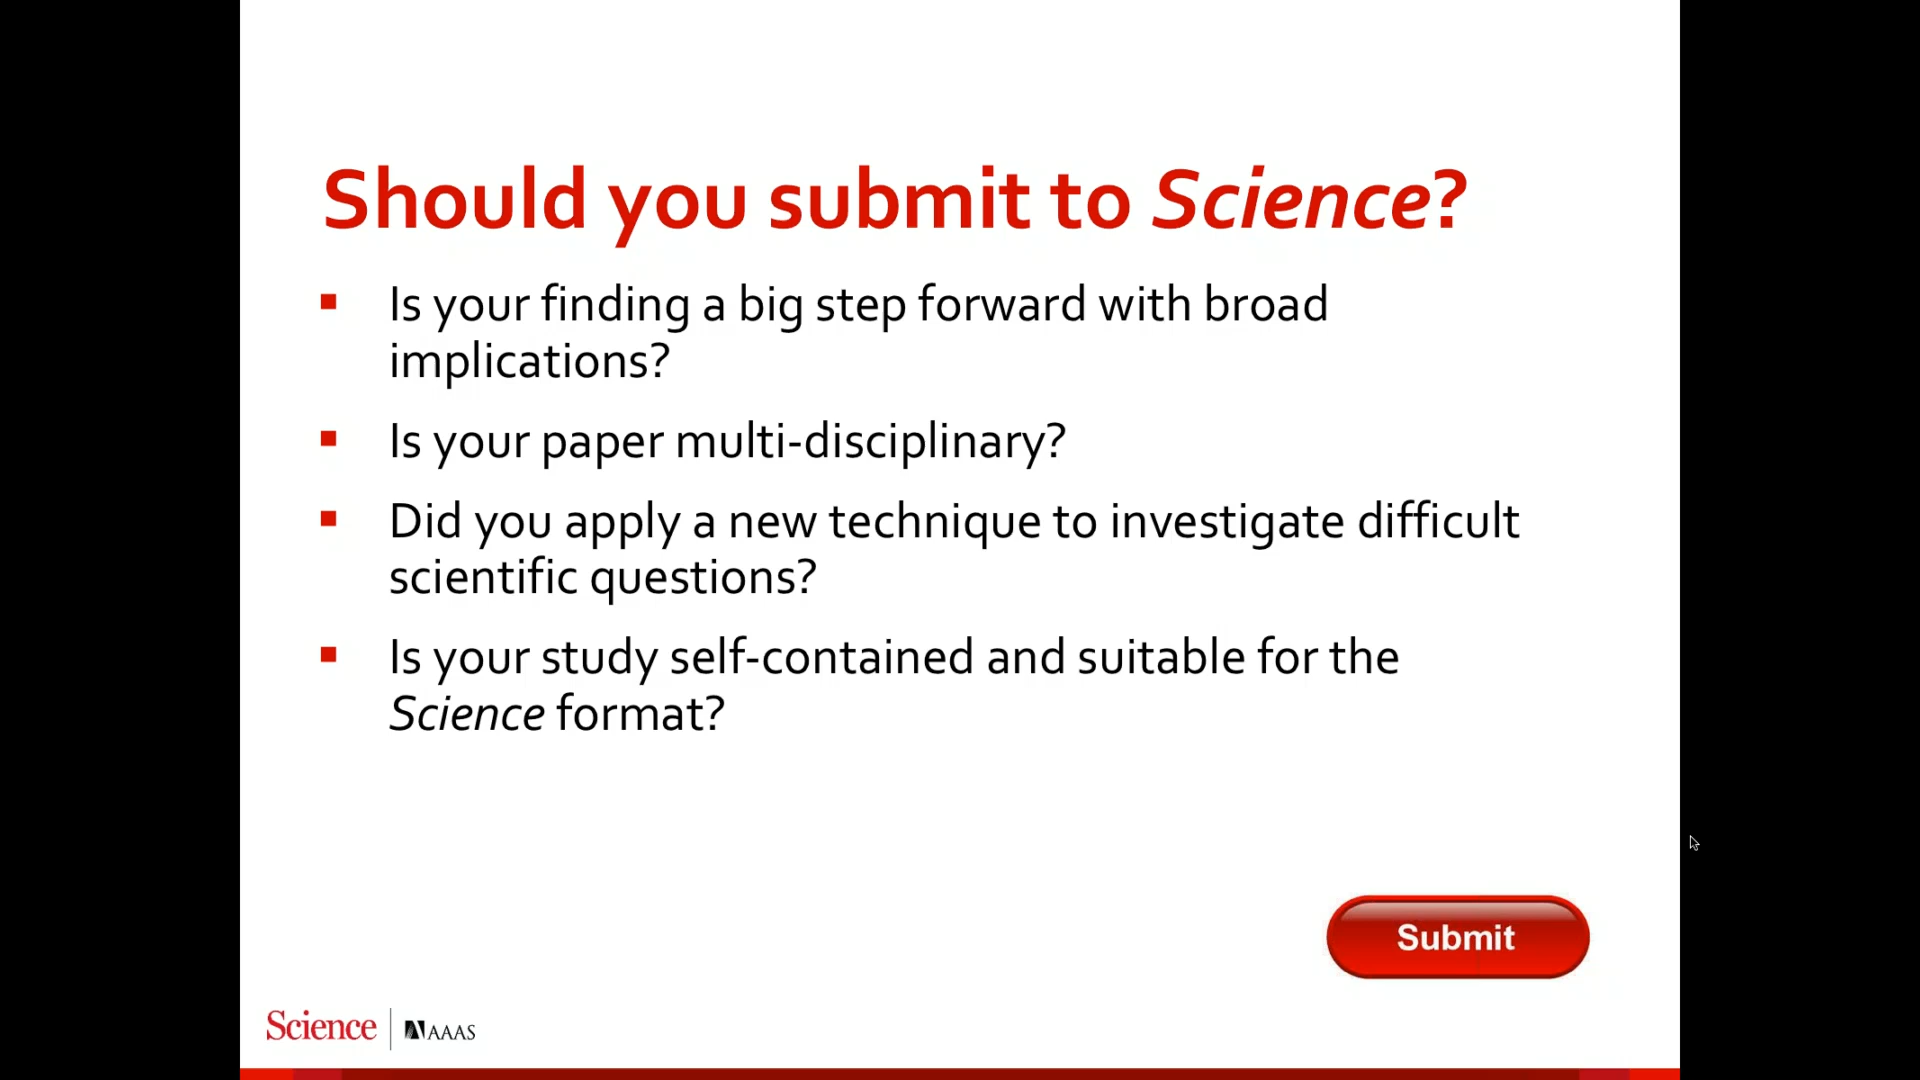 Should you submit to Science?
▪ Is your finding a big step forward with broad
implications?
▪ Is your paper multi-disciplinary?
▪ Did you apply a new technique to investigate difficult
scientific questions?
▪ Is your study self-contained and suitable for the
Science format?
Submit
Science | AAAS